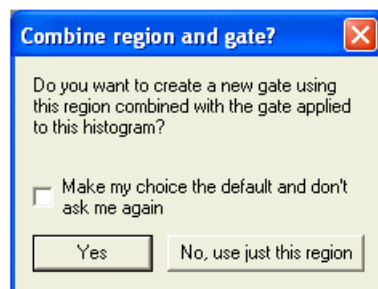 Combine region and gate?
Do you want to create a new gate using
this region combined with the gate applied
to this histogram?
Make my choice the default and don't
ask me again
Yes
No, use just this region